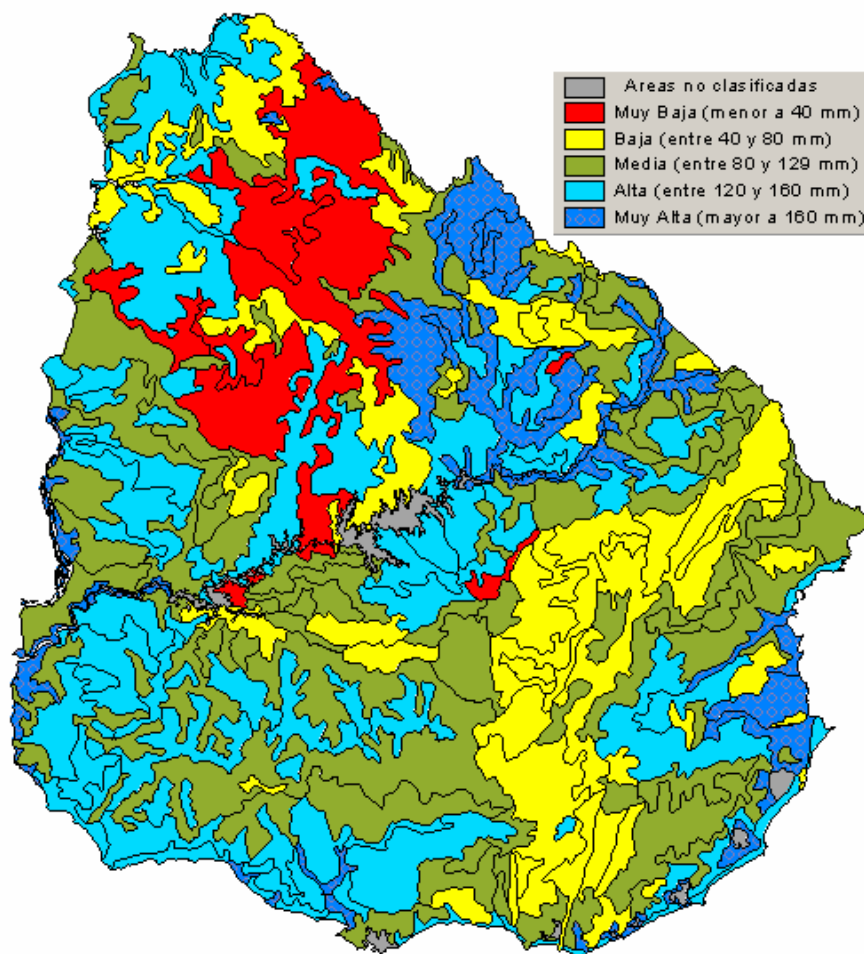 Areas no clasificadas
Muy Baja (menor a 40 mm)
Baja (entre 40 y 80 mm)
Media (entre 80 y 129 mm)
Alta (entre 120 y 160 mm)
Muy Alta (mayor a 160 mm)